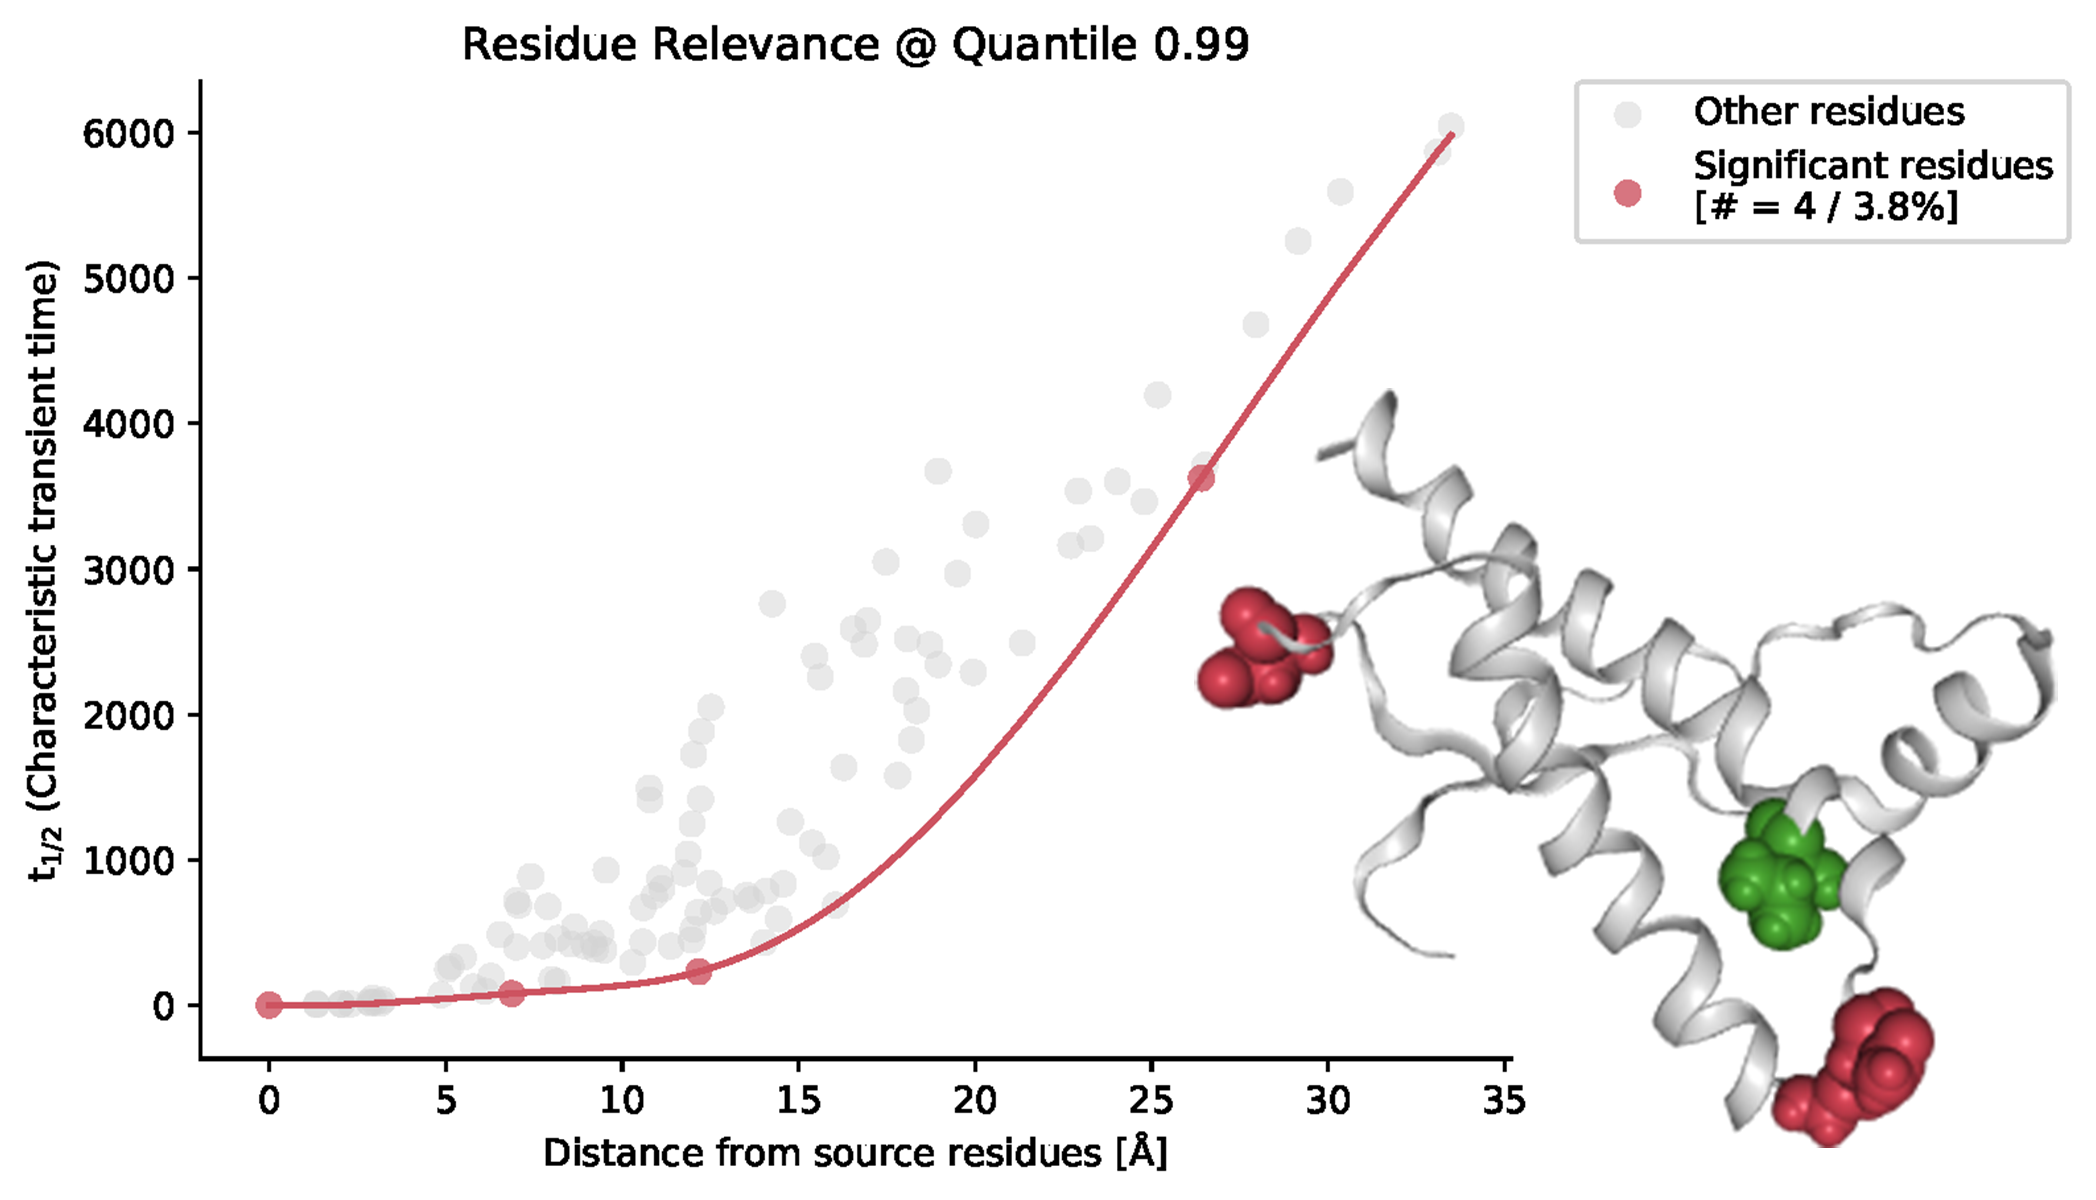 Residue Relevance @ Quantile 0.99
Other residues
Significant residues
[# = 4 / 3.8%]
t1/2 (Characteristic transient time)
6000
5000
4000
3000
2000
1000
0
0 5 10 15 20 25 30 35
Distance from source residues [Å]